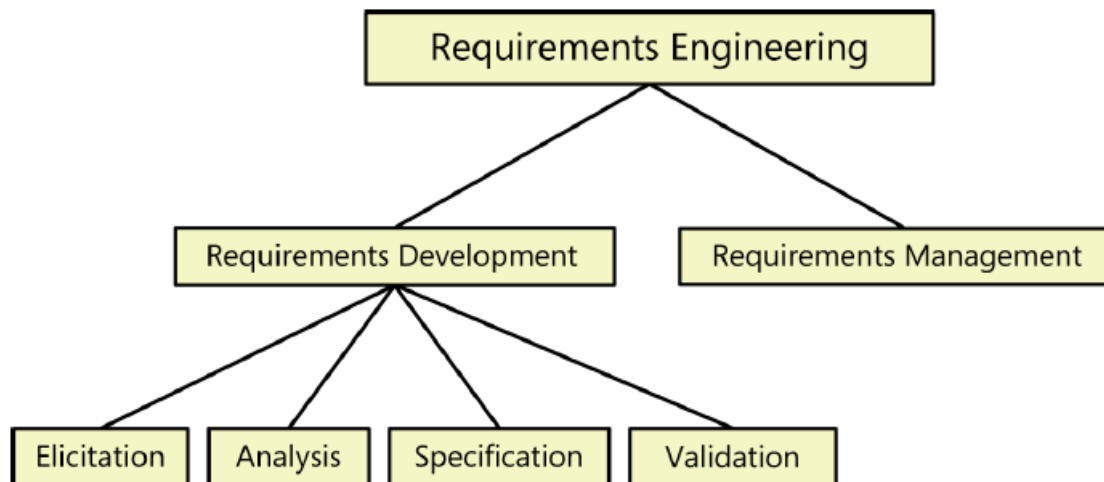 Requirements Engineering
Requirements Development
Requirements Management
Elicitation
Analysis
Specification
Validation